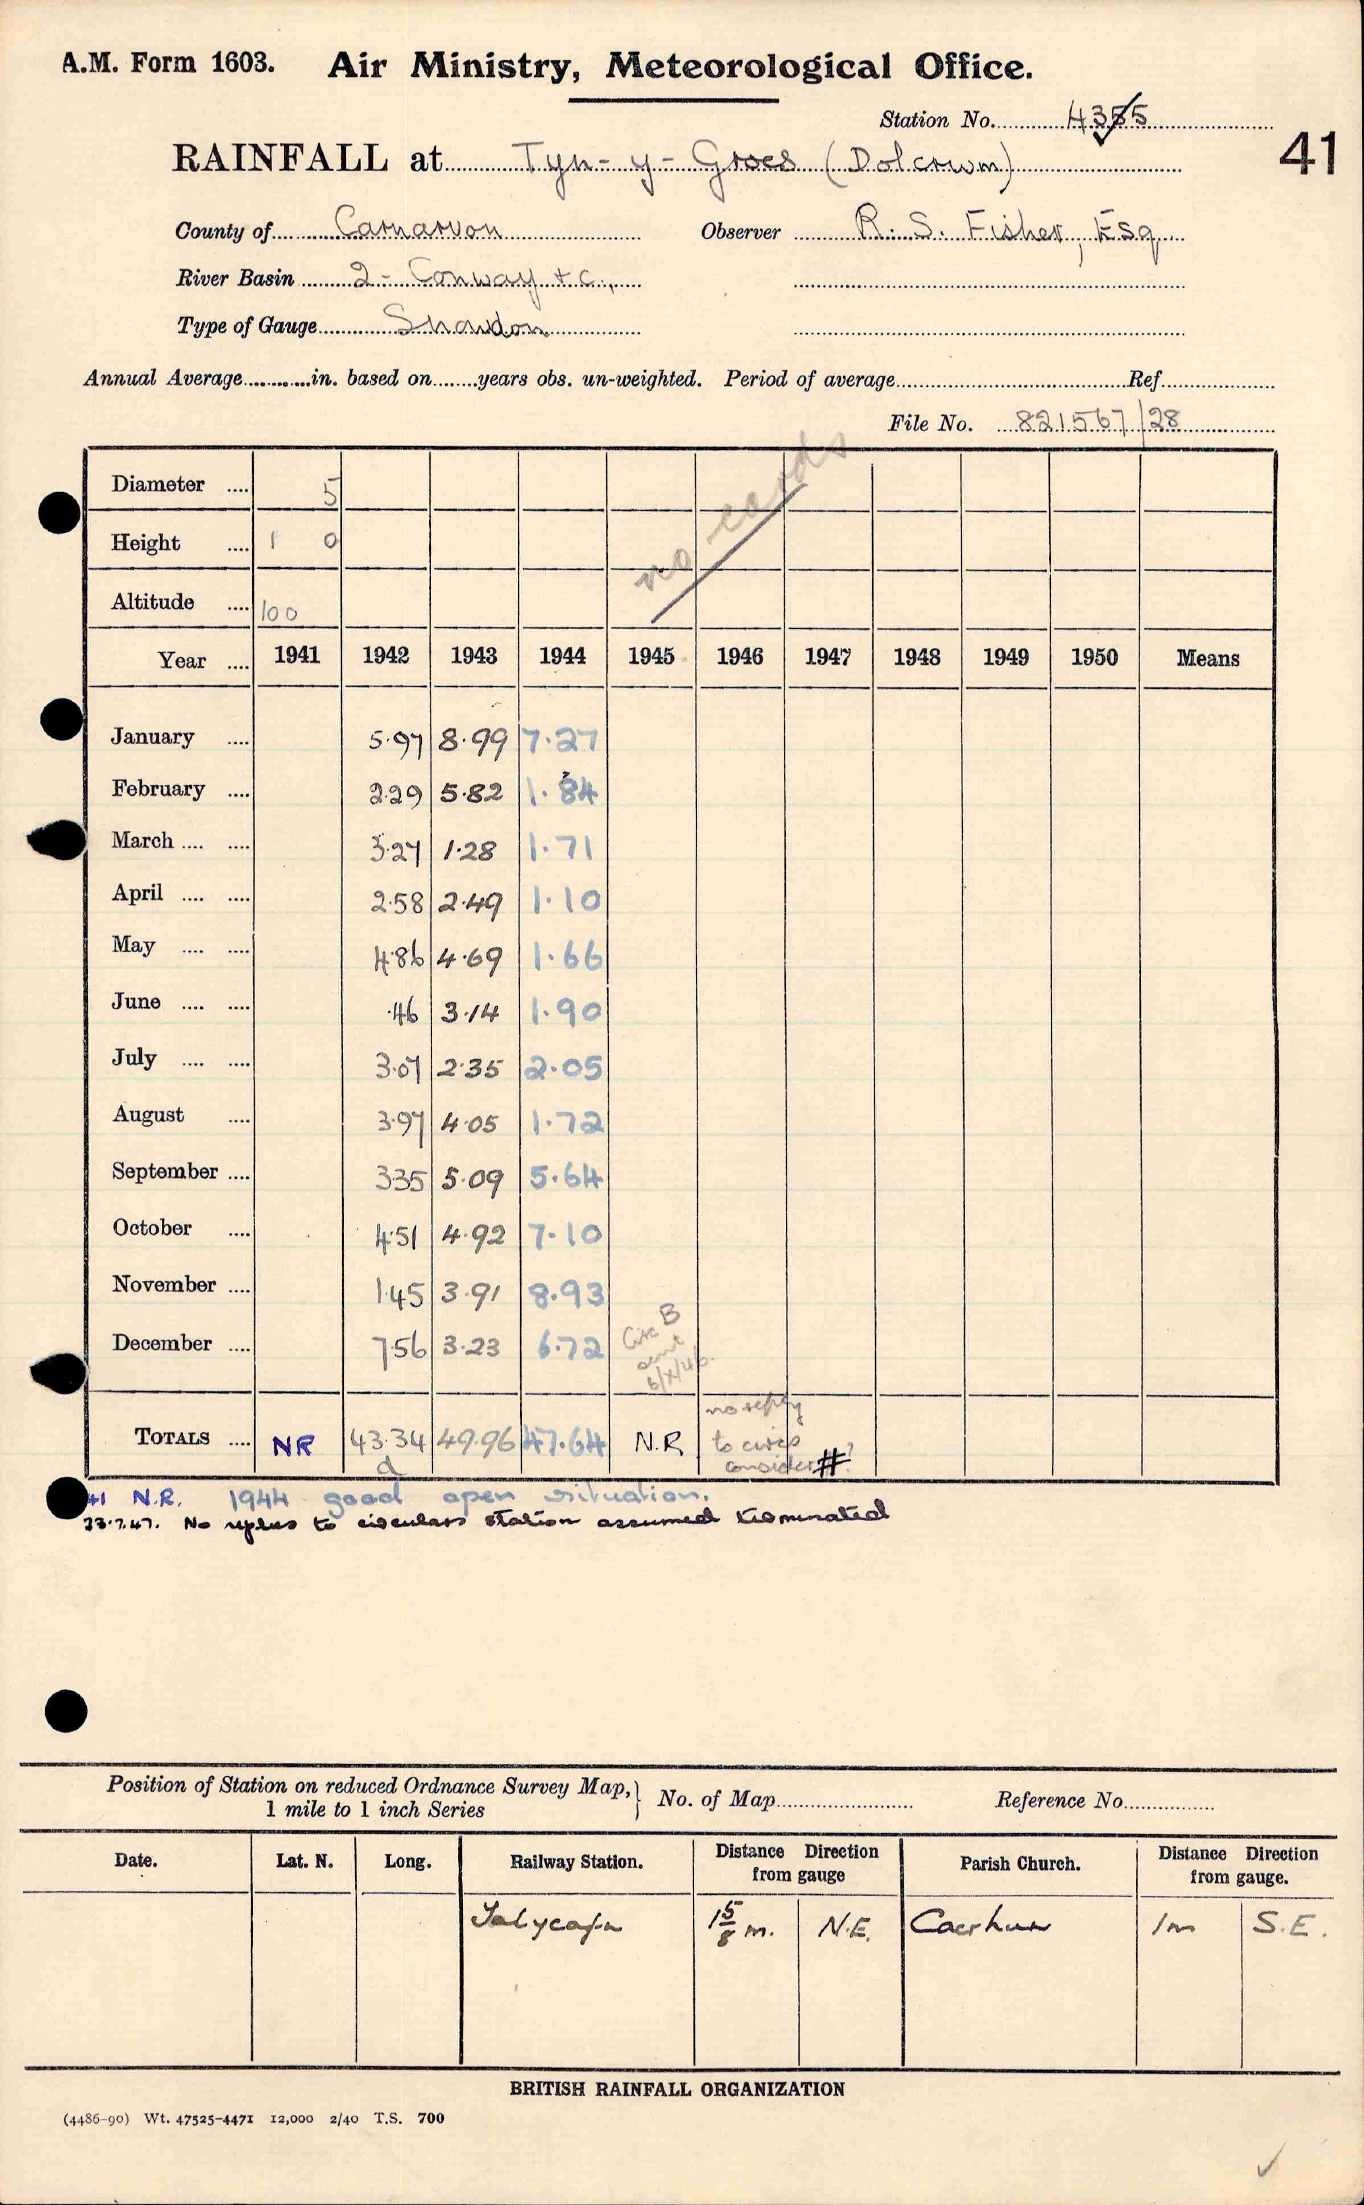 A.M. Form 1603. Air Ministry, Meteorological Office.
Station No. 4355
41
RAINFALL at Tyn-y-Groes (Dolcrwm)
County of Carnarvon Observer R. S. Fisher, Esq.
River Basin 2 - Conway &c.,
Type of Gauge Snowdon
Annual Average in. based on years obs. un-weighted. Period of average Ref
File No. 821567/28
no cards
Diameter .... 5
Height .... 1 0
Altitude .... 100
Year .... 1941 1942 1943 1944 1945 1946 1947 1948 1949 1950 Means
January .... 5.97 8.99 7.27
February .... 2.29 5.82 1.84
March .... .... 3.27 1.28 1.71
April .... .... 2.58 2.49 1.10
May .... .... 4.86 4.69 1.66
June .... .... .46 3.14 1.90
July .... .... 3.07 2.35 2.05
August .... 3.97 4.05 1.72
September .... 3.35 5.09 5.64
October .... 4.51 4.92 7.10
November .... 1.45 3.91 8.93
December .... 7.56 3.23 6.72
Circ B
sent
6/X/46.
TOTALS .... NR 43.34 49.96 47.64 N.R.
d
no reply
to circs
consider #?
41 N.R. 1944 good open situation.
23.7.47. No replies to circulars station assumed terminated
Position of Station on reduced Ordnance Survey Map,
1 mile to 1 inch Series
No. of Map Reference No.
Date. Lat. N. Long. Railway Station. Distance Direction from gauge Parish Church. Distance Direction from gauge.
Talycafn 1 5/8 m. N.E. Caerhun 1m S.E.
BRITISH RAINFALL ORGANIZATION
(4486-90) Wt. 47525-4471 12,000 2/40 T.S. 700